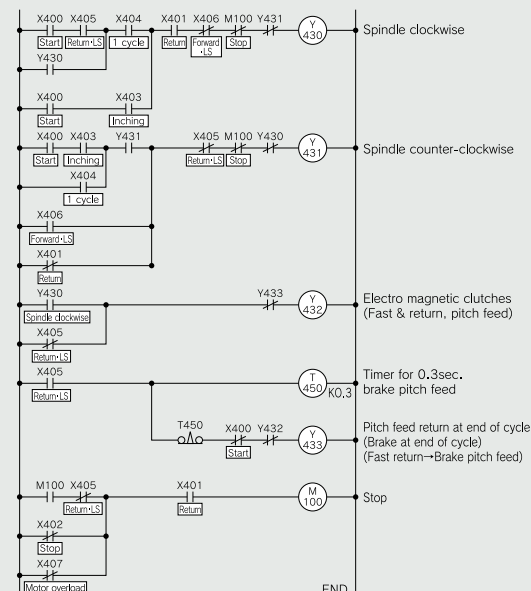 X400 X405 X404 X401 X406 M100 Y431
Y 430
Spindle clockwise
Start Return·LS 1 cycle Return Forward·LS Stop
Y430
X400 X403
Start Inching
X400 X403 Y431 X405 M100 Y430
Y 431
Spindle counter-clockwise
Start Inching Return·LS Stop
X404
1 cycle
X406
Forward·LS
X401
Return
Y430 Y433
Y 432
Electro magnetic clutches
(Fast & return, pitch feed)
Spindle clockwise
X405
Return·LS
X405
T 450
K0.3
Timer for 0.3sec.
brake pitch feed
Return·LS
T450 X400 Y432
Y 433
Start
Pitch feed return at end of cycle
(Brake at end of cycle)
(Fast return→Brake pitch feed)
M100 X405 X401
M 100
Stop
Return·LS Return
X402
Stop
X407
Motor overload
END